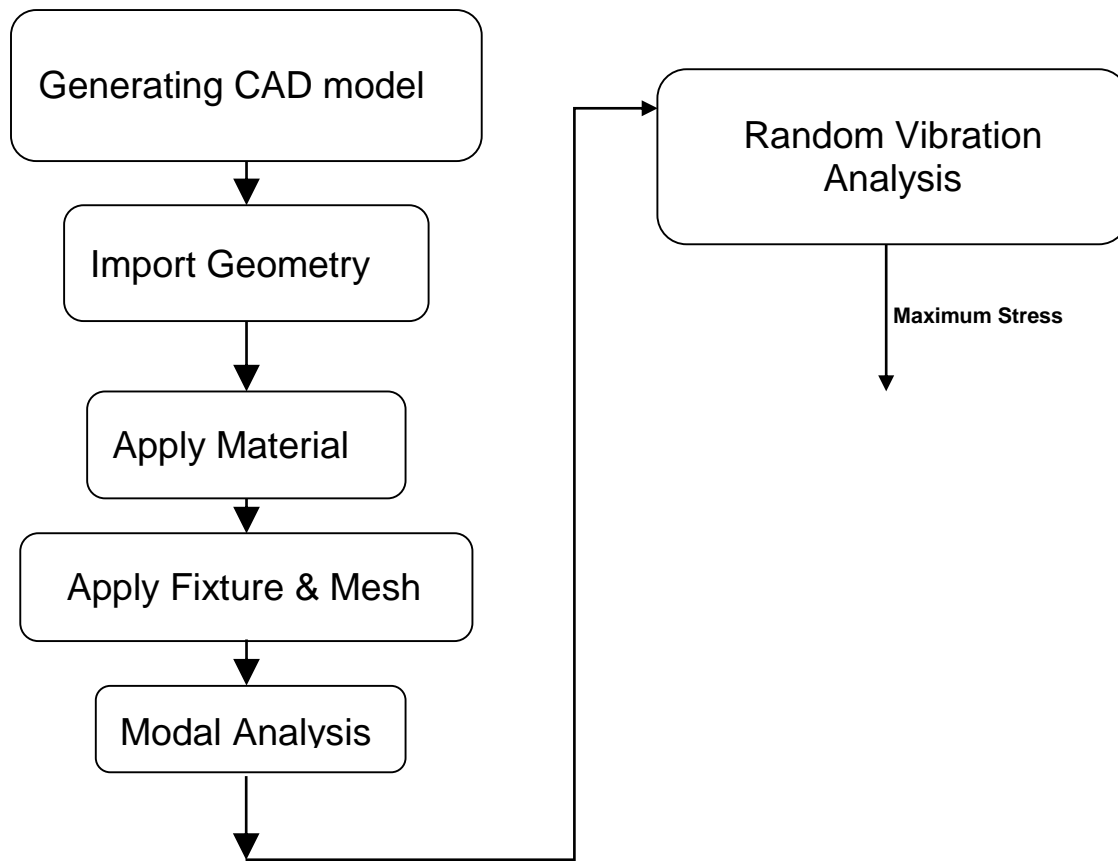 Generating CAD model
Import Geometry
Apply Material
Apply Fixture & Mesh
Modal Analysis
Random Vibration
Analysis
Maximum Stress